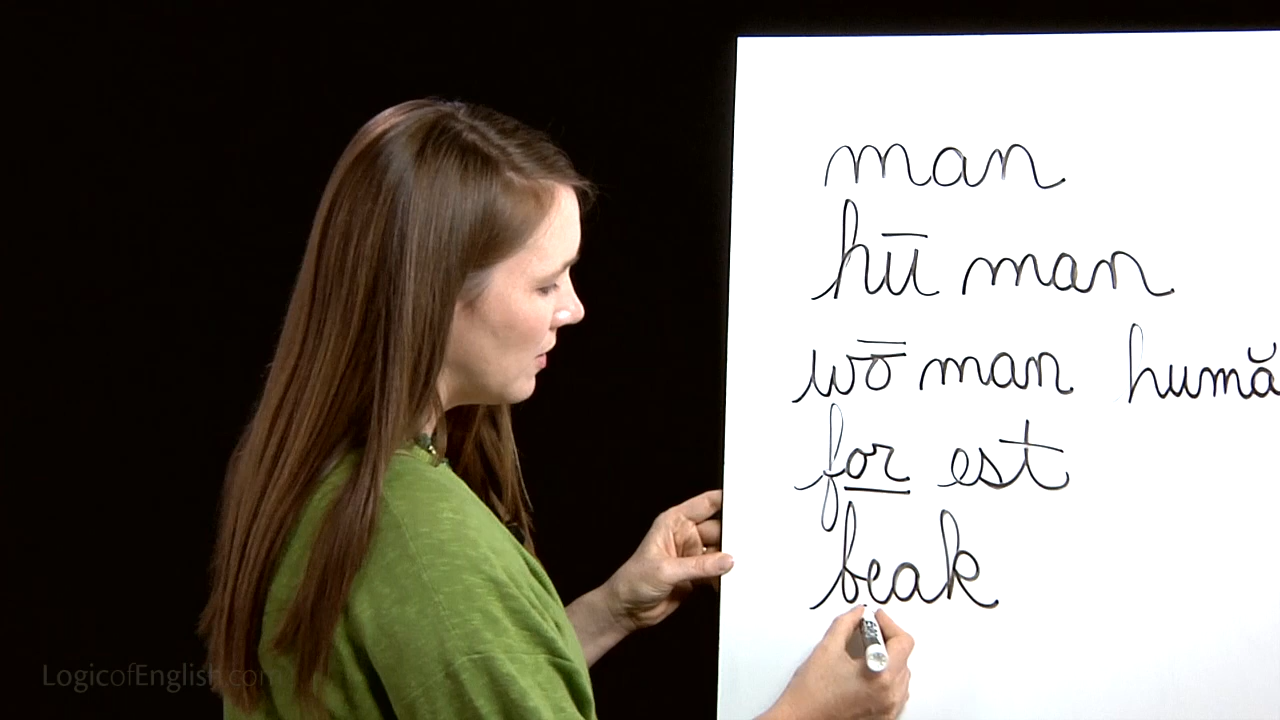 man
hū man
wō̄ man humă
for est
beak
LogicofEnglish.com